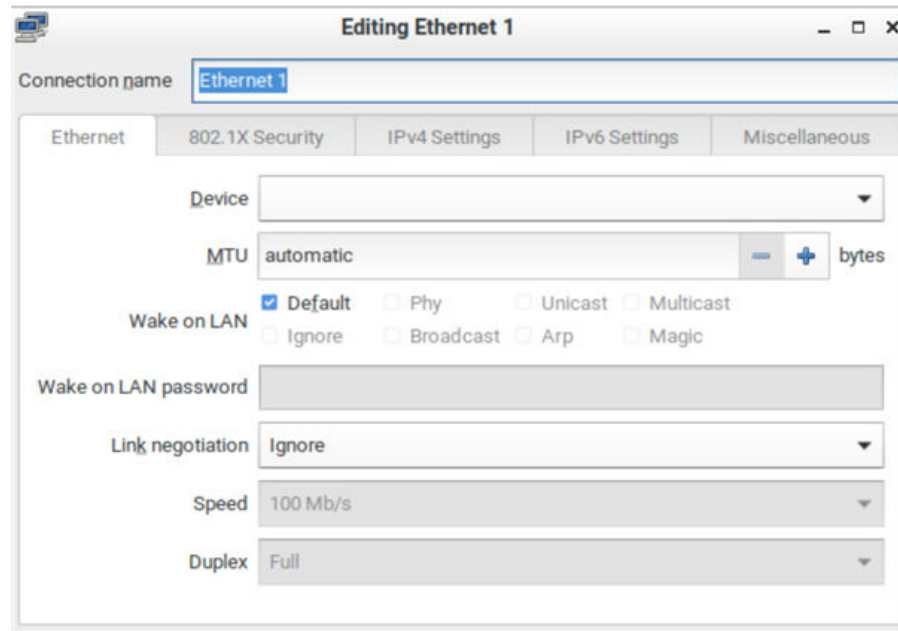 Editing Ethernet 1
Connection name Ethernet 1
Ethernet 802.1X Security IPv4 Settings IPv6 Settings Miscellaneous
Device
MTU automatic bytes
Wake on LAN
Default Phy Unicast Multicast
Ignore Broadcast Arp Magic
Wake on LAN password
Link negotiation Ignore
Speed 100 Mb/s
Duplex Full